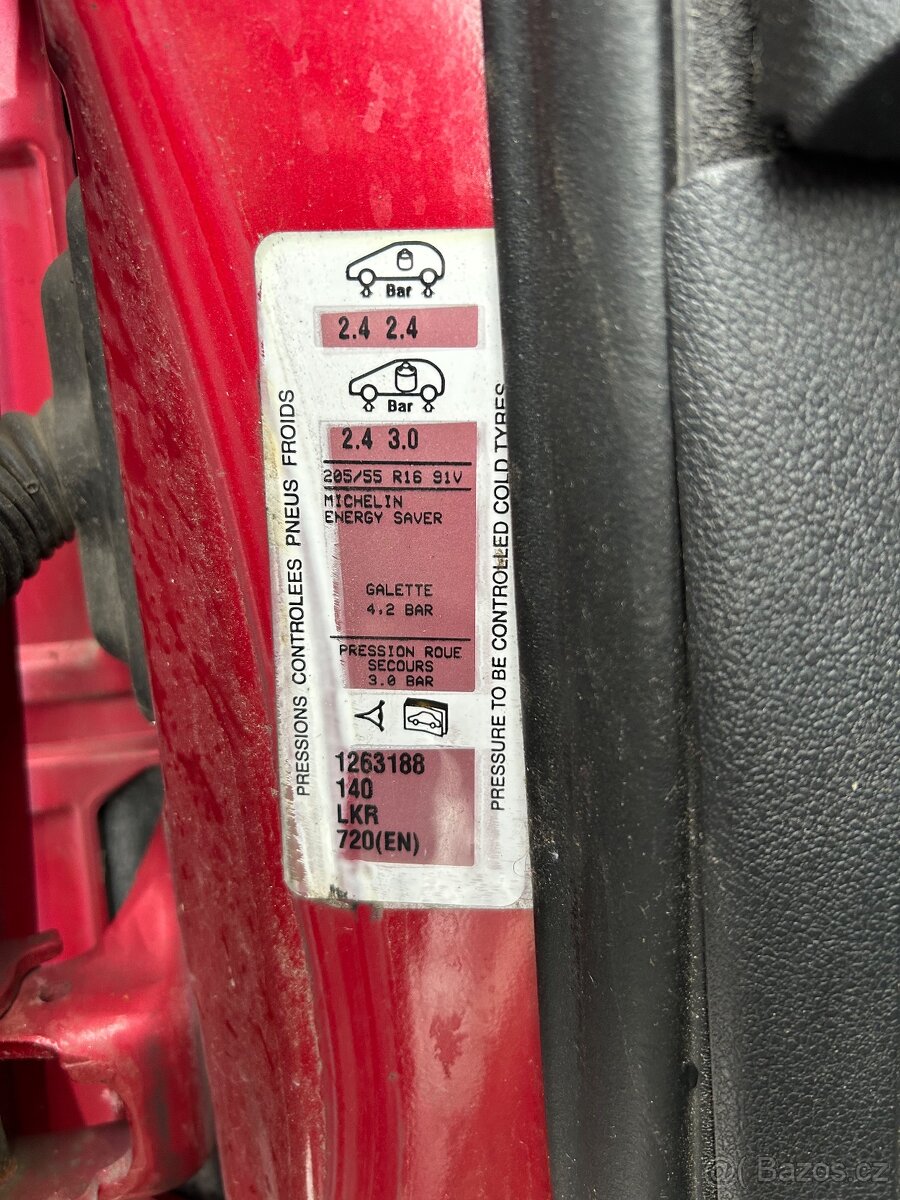 Bar
2.4 2.4
Bar
2.4 3.0
205/55 R16 91V
MICHELIN
ENERGY SAVER
GALETTE
4,2 BAR
PRESSION ROUE
SECOURS
3.0 BAR
1263188
140
LKR
720(EN)
PRESSIONS CONTROLEES PNEUS FROIDS
PRESSURE TO BE CONTROLLED COLD TYRES
Bazos.cz